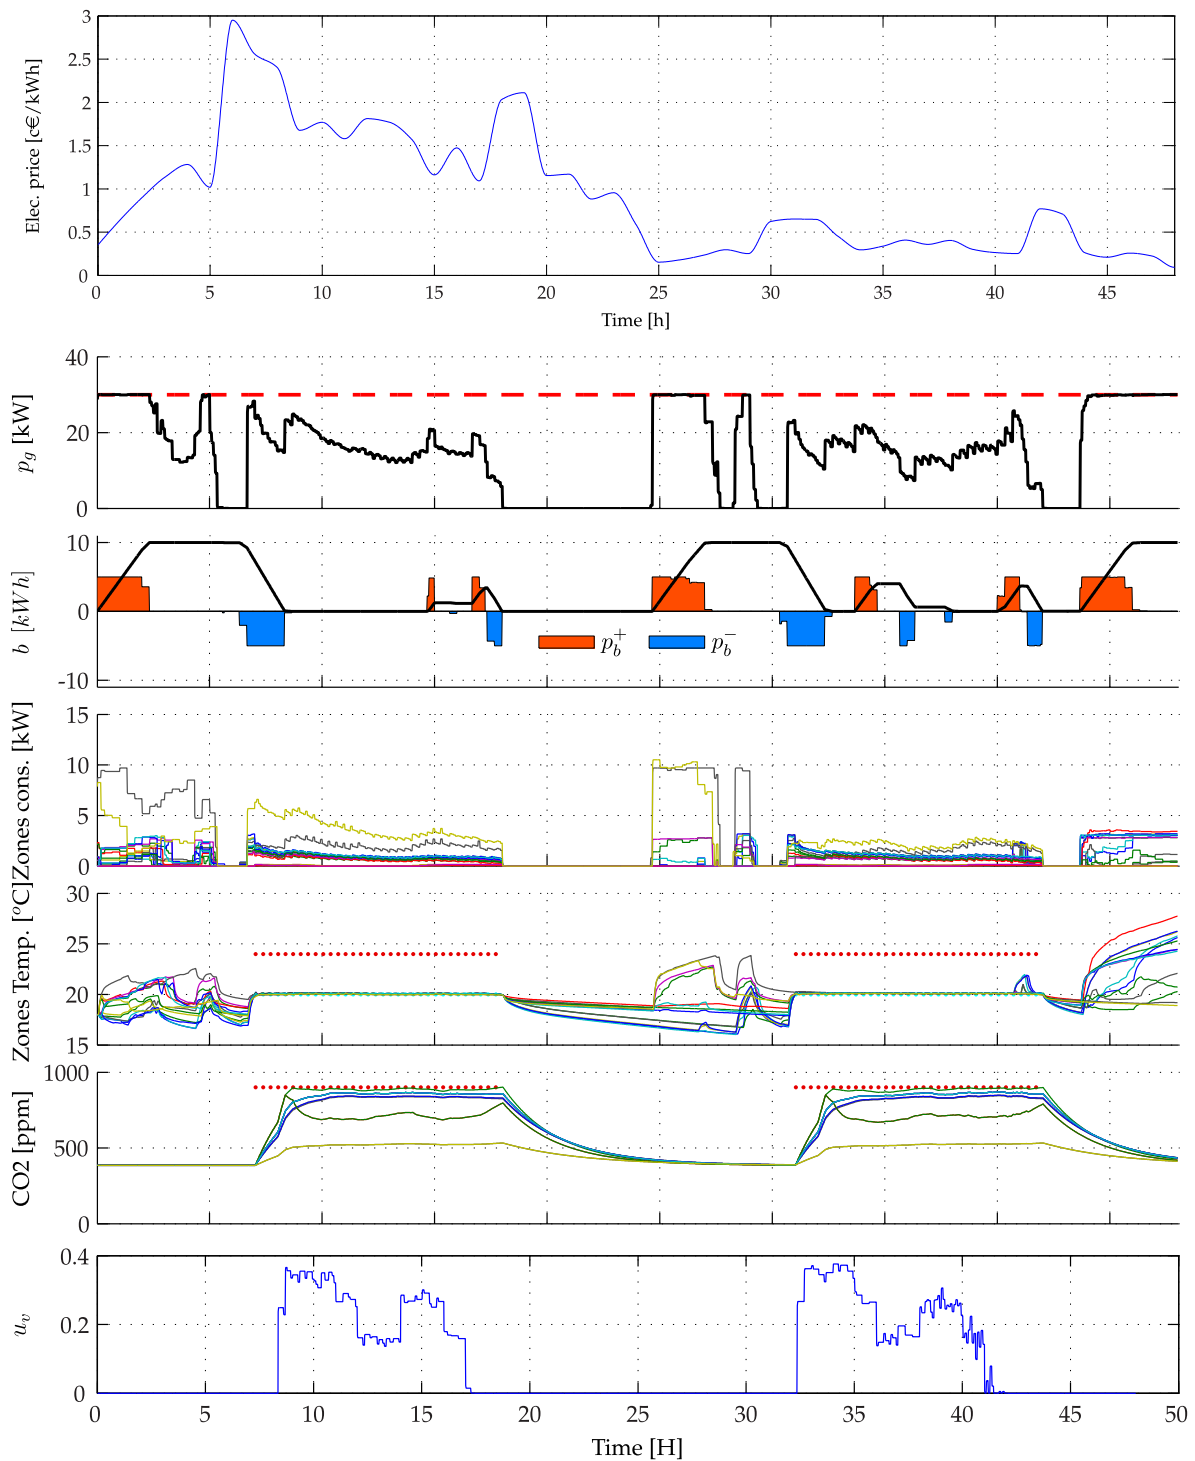 3
2.5
2
1.5
1
0.5
0
Elec. price [c€/kWh]
0 5 10 15 20 25 30 35 40 45
Time [h]
40
20
0
p_g [kW]
10
0
-10
b [kWh]
p_b^+ p_b^-
15
10
5
0
Zones cons. [kW]
30
25
20
15
Zones Temp. [°C]
1000
500
0
CO2 [ppm]
0.4
0.2
0
u_v
0 5 10 15 20 25 30 35 40 45 50
Time [H]